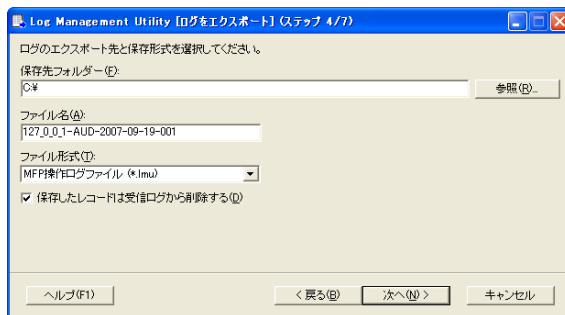 Log Management Utility [ログをエクスポート] (ステップ 4/7)
ログのエクスポート先と保存形式を選択してください。
保存先フォルダー(F):
C:¥
参照(R)...
ファイル名(A):
127_0_0_1-AUD-2007-09-19-001
ファイル形式(T):
MFP操作ログファイル (*.lmu)
保存したレコードは受信ログから削除する(D)
ヘルプ(F1)
< 戻る(B)
次へ(N) >
キャンセル